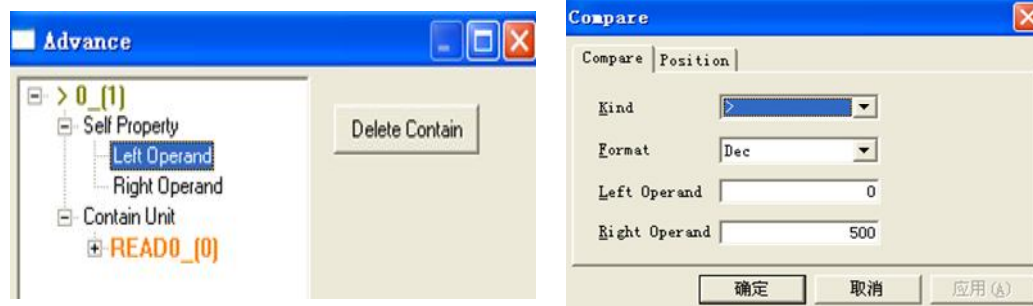 Advance
> 0_(1)
Self Property
Left Operand
Right Operand
Contain Unit
READ0_(0)
Delete Contain
Compare
Compare
Position
Kind
>
Format
Dec
Left Operand
0
Right Operand
500
确定
取消
应用(A)